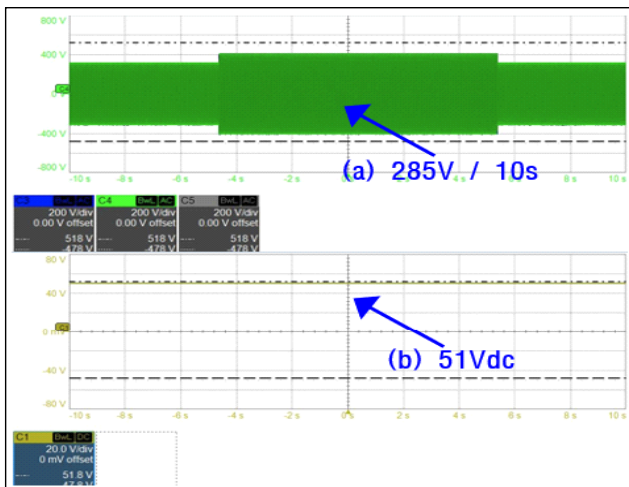 800 V
400 V
0 V
-400 V
-800 V
-10 s -8 s -6 s -4 s -2 s 0 s 2 s 4 s 6 s 8 s 10 s
(a) 285V / 10s
C3 BwL AC C4 BwL AC C5 BwL AC
200 V/div 200 V/div 200 V/div
0.00 V offset 0.00 V offset 0.00 V offset
518 V 518 V 518 V
-478 V -478 V -478 V
80 V
40 V
0 mV
-40 V
-80 V
(b) 51Vdc
-10 s -8 s -6 s -4 s -2 s 0 s 2 s 4 s 6 s 8 s 10 s
C1 BwL DC
20.0 V/div
0 mV offset
51.8 V